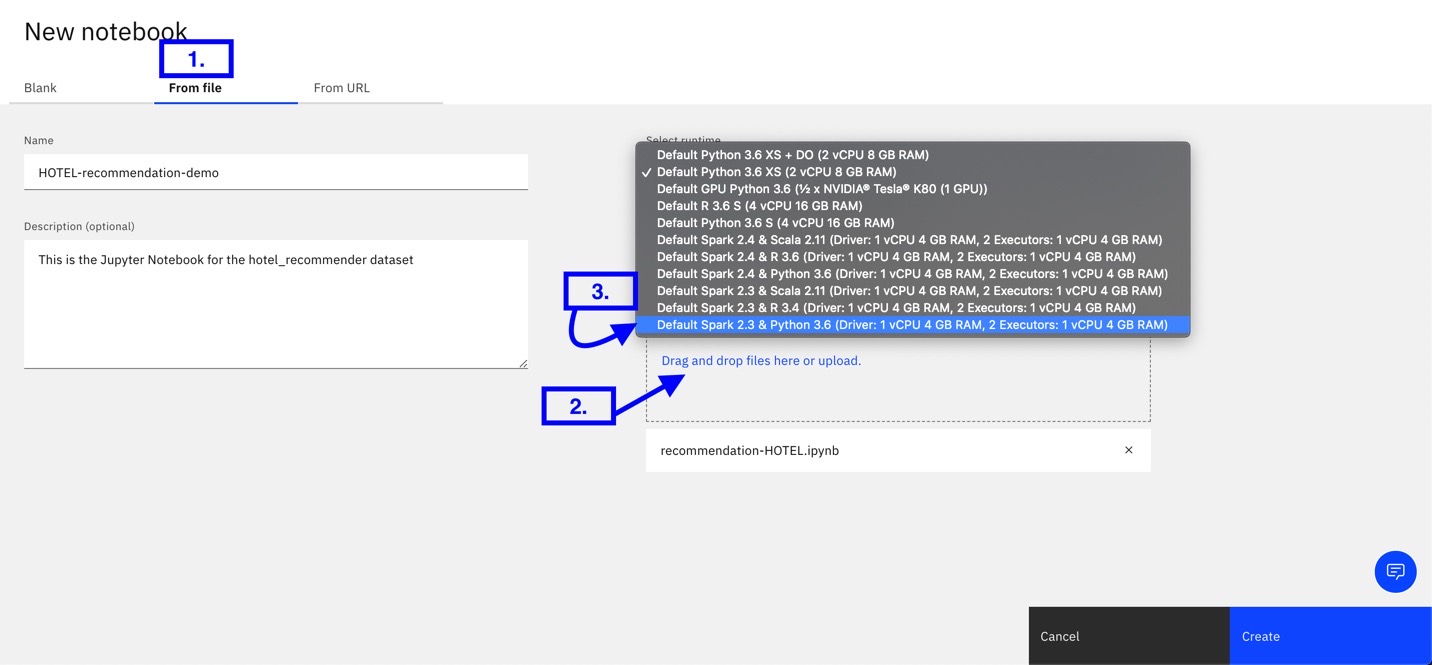 New notebook
1.
Blank
From file
From URL
Name
HOTEL-recommendation-demo
Description (optional)
This is the Jupyter Notebook for the hotel_recommender dataset
Select runtime
Default Python 3.6 XS + DO (2 vCPU 8 GB RAM)
✓ Default Python 3.6 XS (2 vCPU 8 GB RAM)
Default GPU Python 3.6 (½ x NVIDIA® Tesla® K80 (1 GPU))
Default R 3.6 S (4 vCPU 16 GB RAM)
Default Python 3.6 S (4 vCPU 16 GB RAM)
Default Spark 2.4 & Scala 2.11 (Driver: 1 vCPU 4 GB RAM, 2 Executors: 1 vCPU 4 GB RAM)
Default Spark 2.4 & R 3.6 (Driver: 1 vCPU 4 GB RAM, 2 Executors: 1 vCPU 4 GB RAM)
Default Spark 2.4 & Python 3.6 (Driver: 1 vCPU 4 GB RAM, 2 Executors: 1 vCPU 4 GB RAM)
Default Spark 2.3 & Scala 2.11 (Driver: 1 vCPU 4 GB RAM, 2 Executors: 1 vCPU 4 GB RAM)
Default Spark 2.3 & R 3.4 (Driver: 1 vCPU 4 GB RAM, 2 Executors: 1 vCPU 4 GB RAM)
Default Spark 2.3 & Python 3.6 (Driver: 1 vCPU 4 GB RAM, 2 Executors: 1 vCPU 4 GB RAM)
3.
Drag and drop files here or upload.
2.
recommendation-HOTEL.ipynb
Cancel
Create